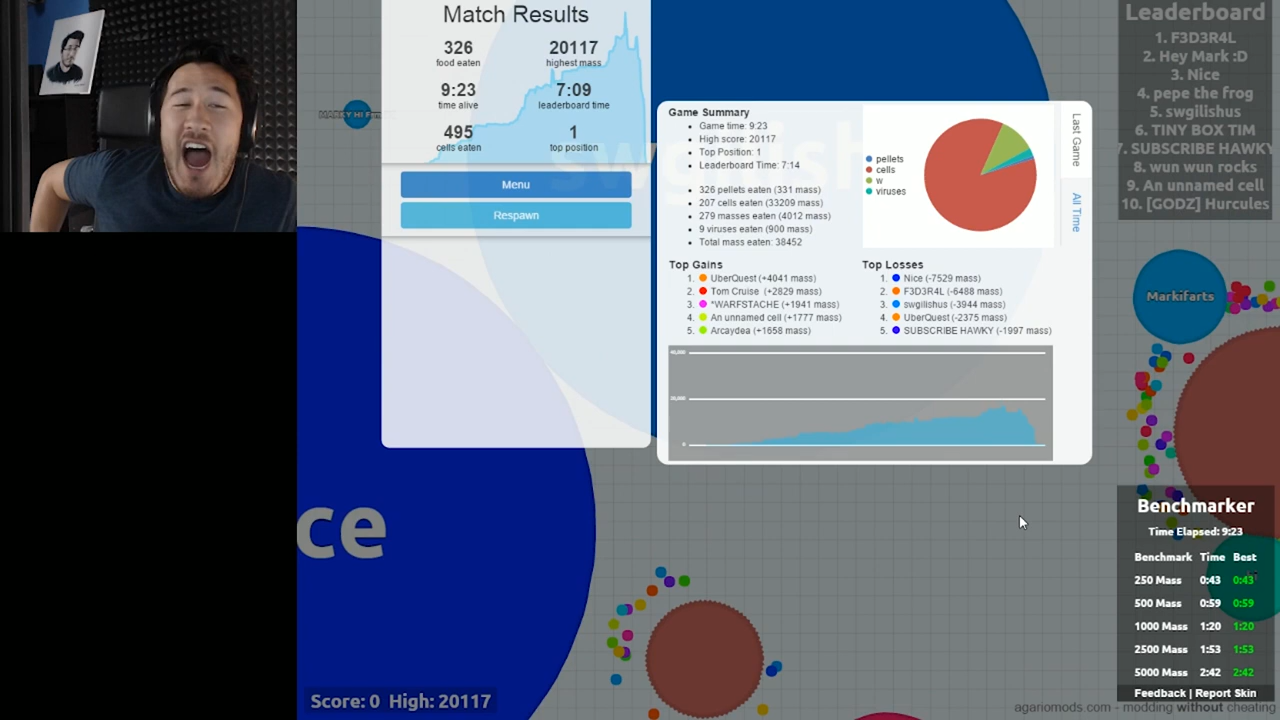 Match Results
326
food eaten
20117
highest mass
9:23
time alive
7:09
leaderboard time
495
cells eaten
1
top position
Menu
Respawn
Game Summary
Game time: 9:23
High score: 20117
Top Position: 1
Leaderboard Time: 7:14
326 pellets eaten (331 mass)
207 cells eaten (33209 mass)
279 masses eaten (4012 mass)
9 viruses eaten (900 mass)
Total mass eaten: 38452
pellets
cells
w
viruses
Last Game
All Time
Top Gains
1. UberQuest (+4041 mass)
2. Tom Cruise (+2829 mass)
3. *WARFSTACHE (+1941 mass)
4. An unnamed cell (+1777 mass)
5. Arcaydea (+1658 mass)
Top Losses
1. Nice (-7529 mass)
2. F3D3R4L (-6488 mass)
3. swgilishus (-3944 mass)
4. UberQuest (-2375 mass)
5. SUBSCRIBE HAWKY (-1997 mass)
40,000
20,000
0
Leaderboard
1. F3D3R4L
2. Hey Mark :D
3. Nice
4. pepe the frog
5. swgilishus
6. TINY BOX TIM
7. SUBSCRIBE HAWKY
8. wun wun rocks
9. An unnamed cell
10. [GODZ] Hurcules
swgilish
Markifarts
ce
Benchmarker
Time Elapsed: 9:23
Benchmark Time Best
250 Mass 0:43 0:43
500 Mass 0:59 0:59
1000 Mass 1:20 1:20
2500 Mass 1:53 1:53
5000 Mass 2:42 2:42
Feedback | Report Skin
Score: 0 High: 20117
agariomods.com - modding without cheating